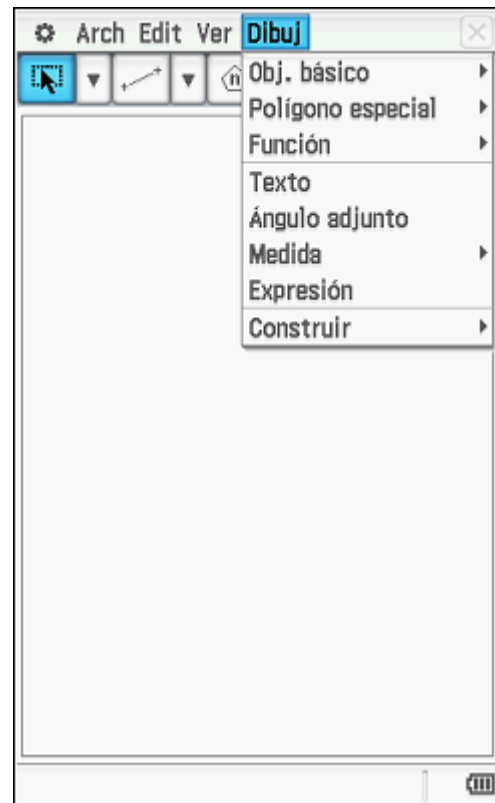 Arch Edit Ver Dibuj
Obj. básico
Polígono especial
Función
Texto
Ángulo adjunto
Medida
Expresión
Construir